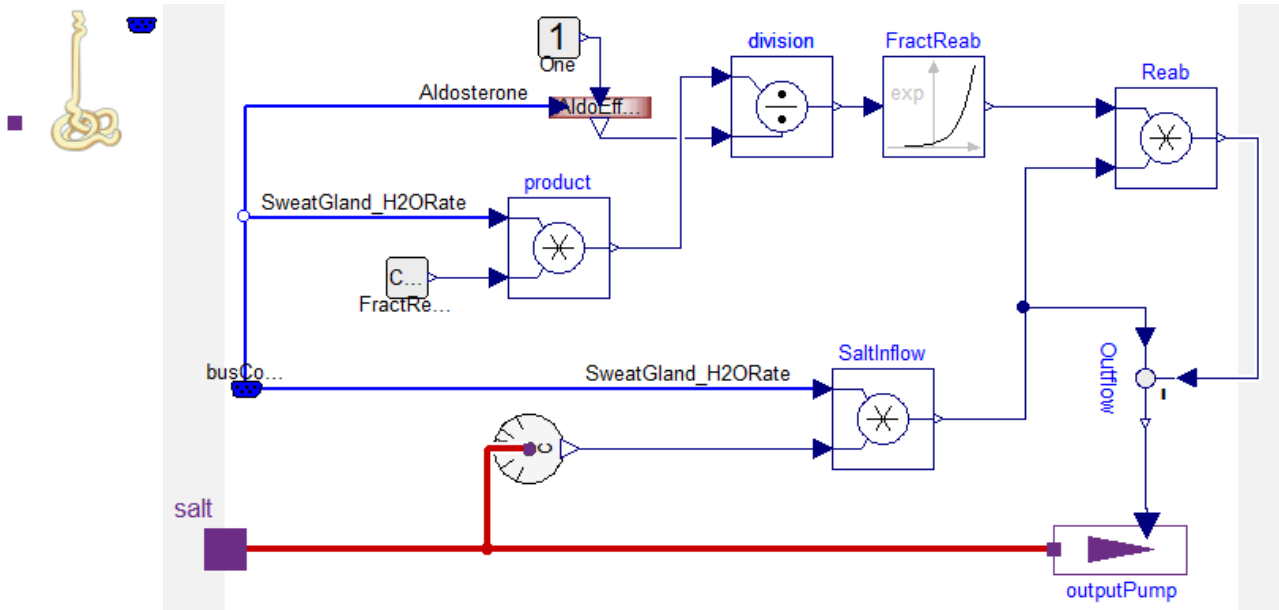 1
One
division
FractReab
Reab
Aldosterone
AldoEff...
exp
product
SweatGland_H2ORate
C...
FractRe...
SaltInflow
busCo...
SweatGland_H2ORate
Outflow
C
salt
outputPump